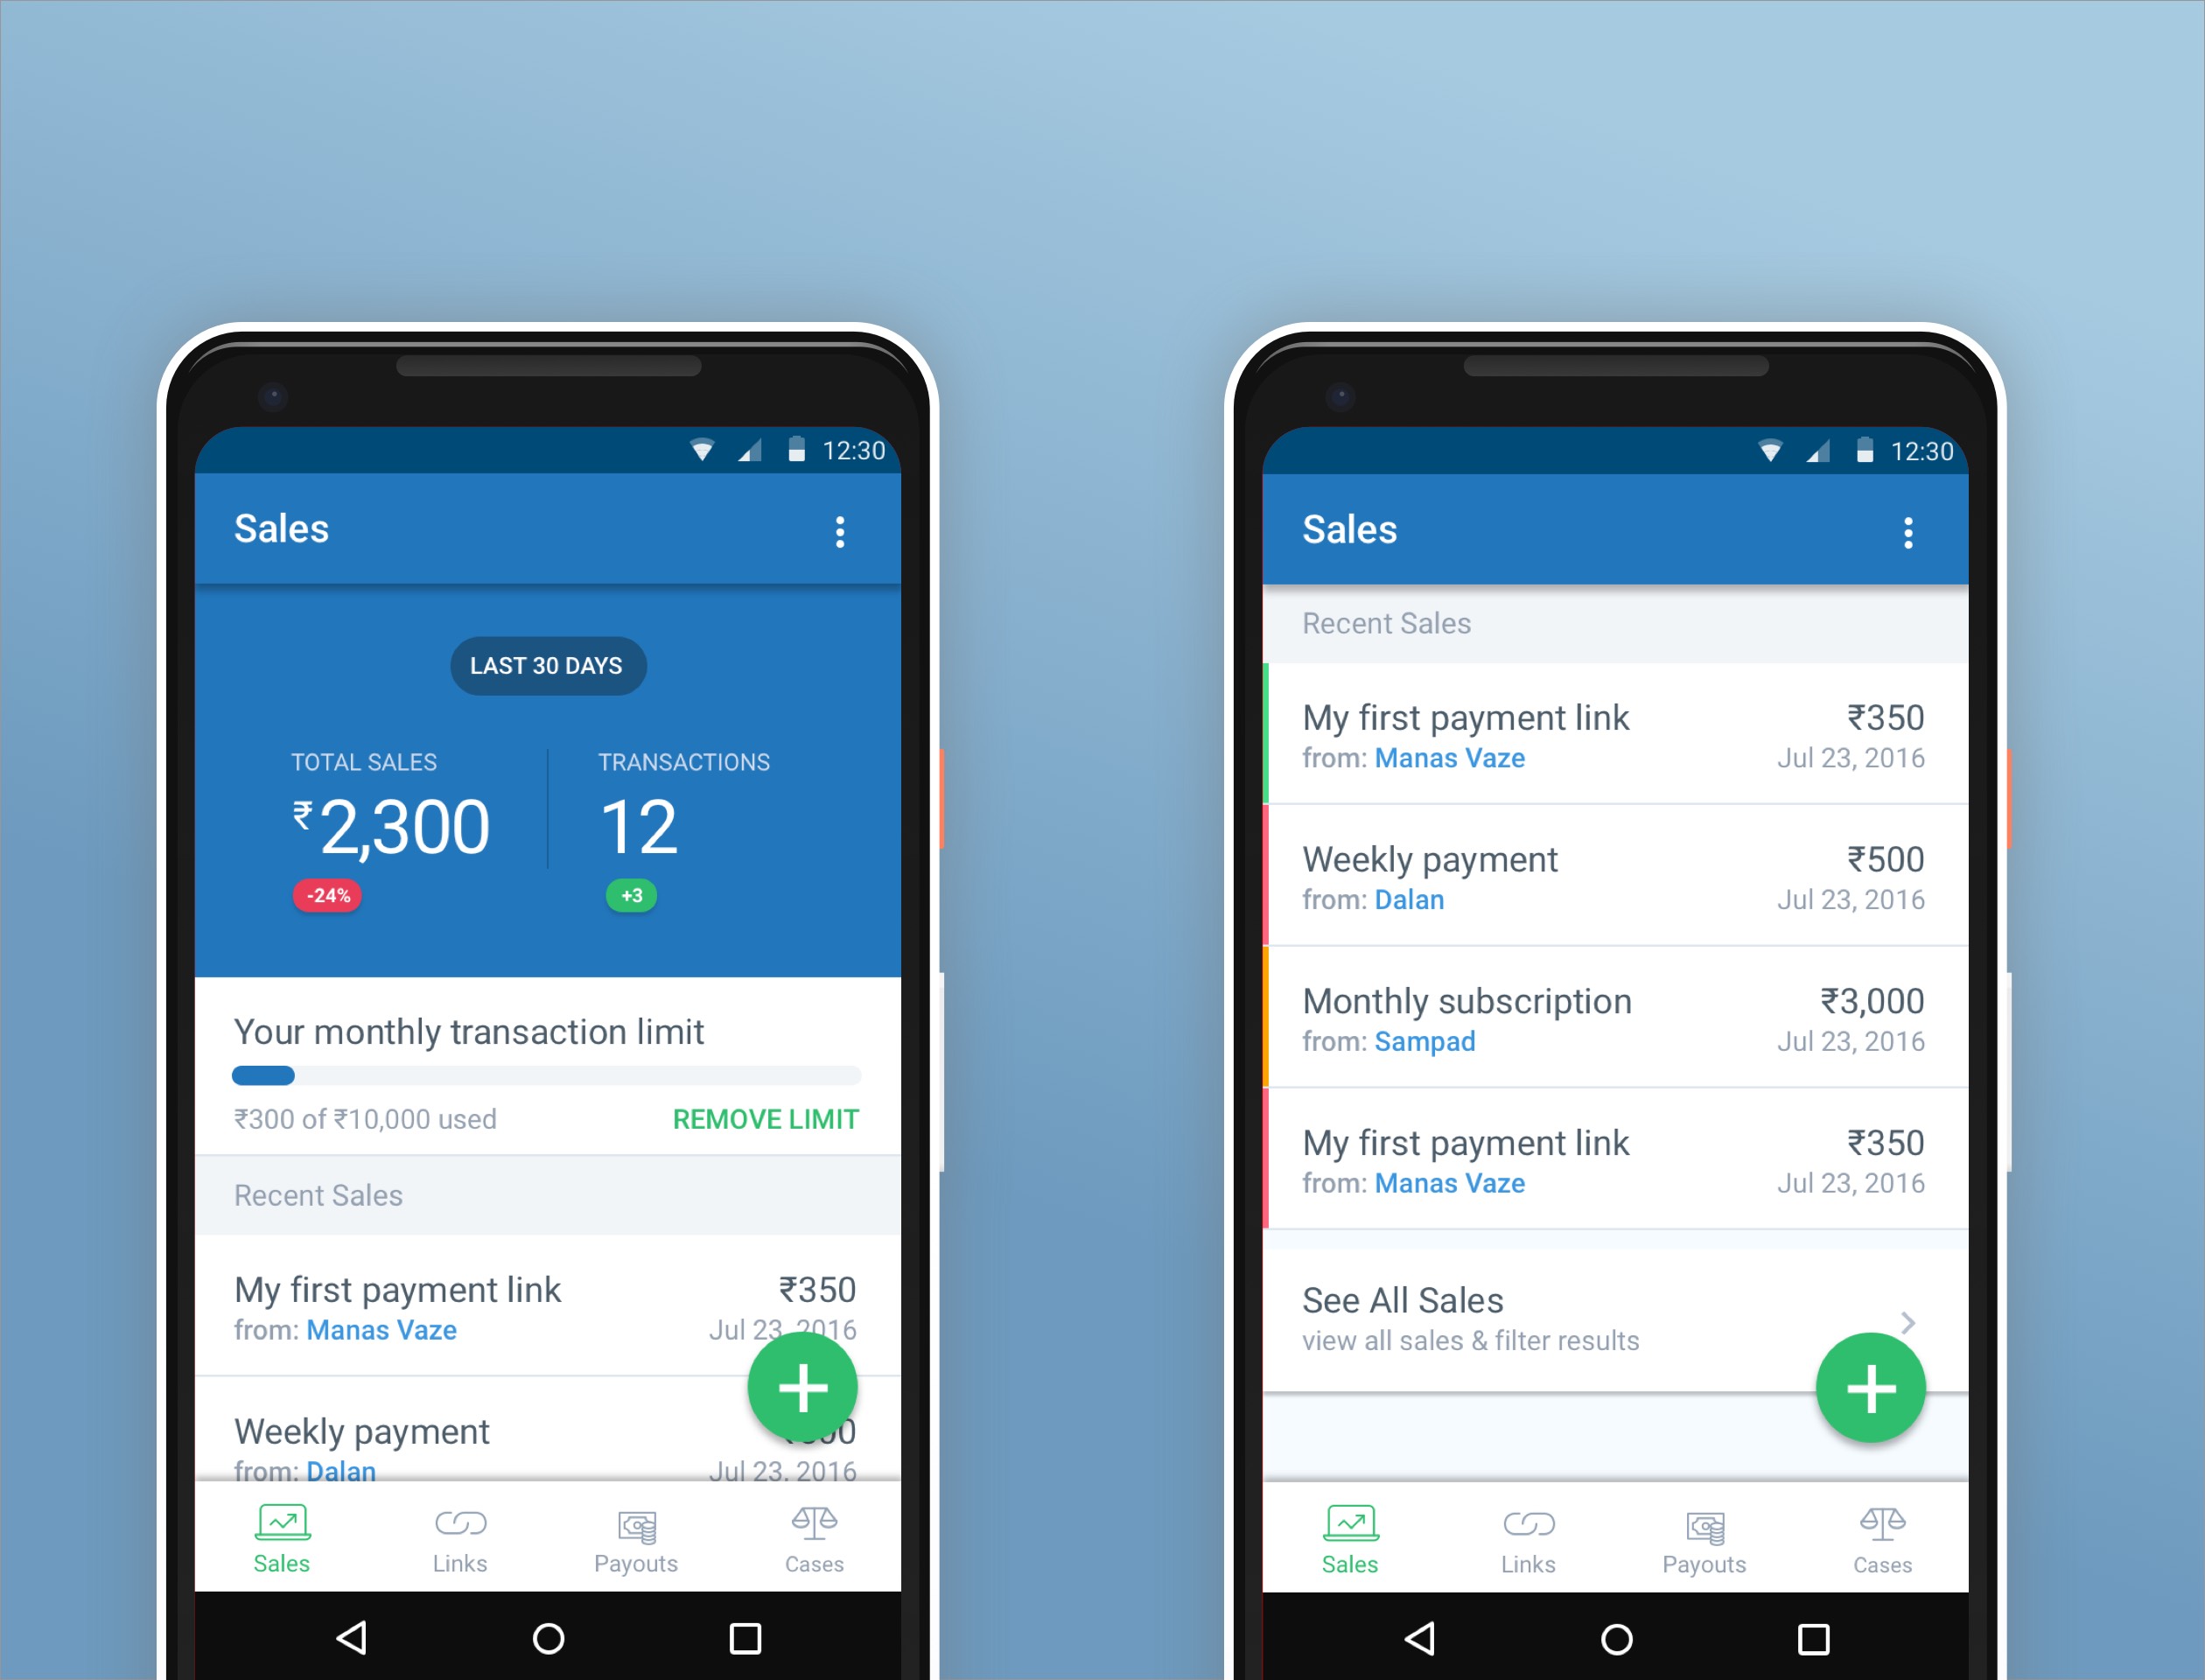 12:30
Sales
LAST 30 DAYS
TOTAL SALES
TRANSACTIONS
₹2,300
12
-24%
+3
Your monthly transaction limit
₹300 of ₹10,000 used
REMOVE LIMIT
Recent Sales
My first payment link
₹350
from: Manas Vaze
Jul 23, 2016
Weekly payment
from: Dalan
Jul 23, 2016
Sales
Links
Payouts
Cases
12:30
Sales
Recent Sales
My first payment link
₹350
from: Manas Vaze
Jul 23, 2016
Weekly payment
₹500
from: Dalan
Jul 23, 2016
Monthly subscription
₹3,000
from: Sampad
Jul 23, 2016
My first payment link
₹350
from: Manas Vaze
Jul 23, 2016
See All Sales
view all sales & filter results
Sales
Links
Payouts
Cases